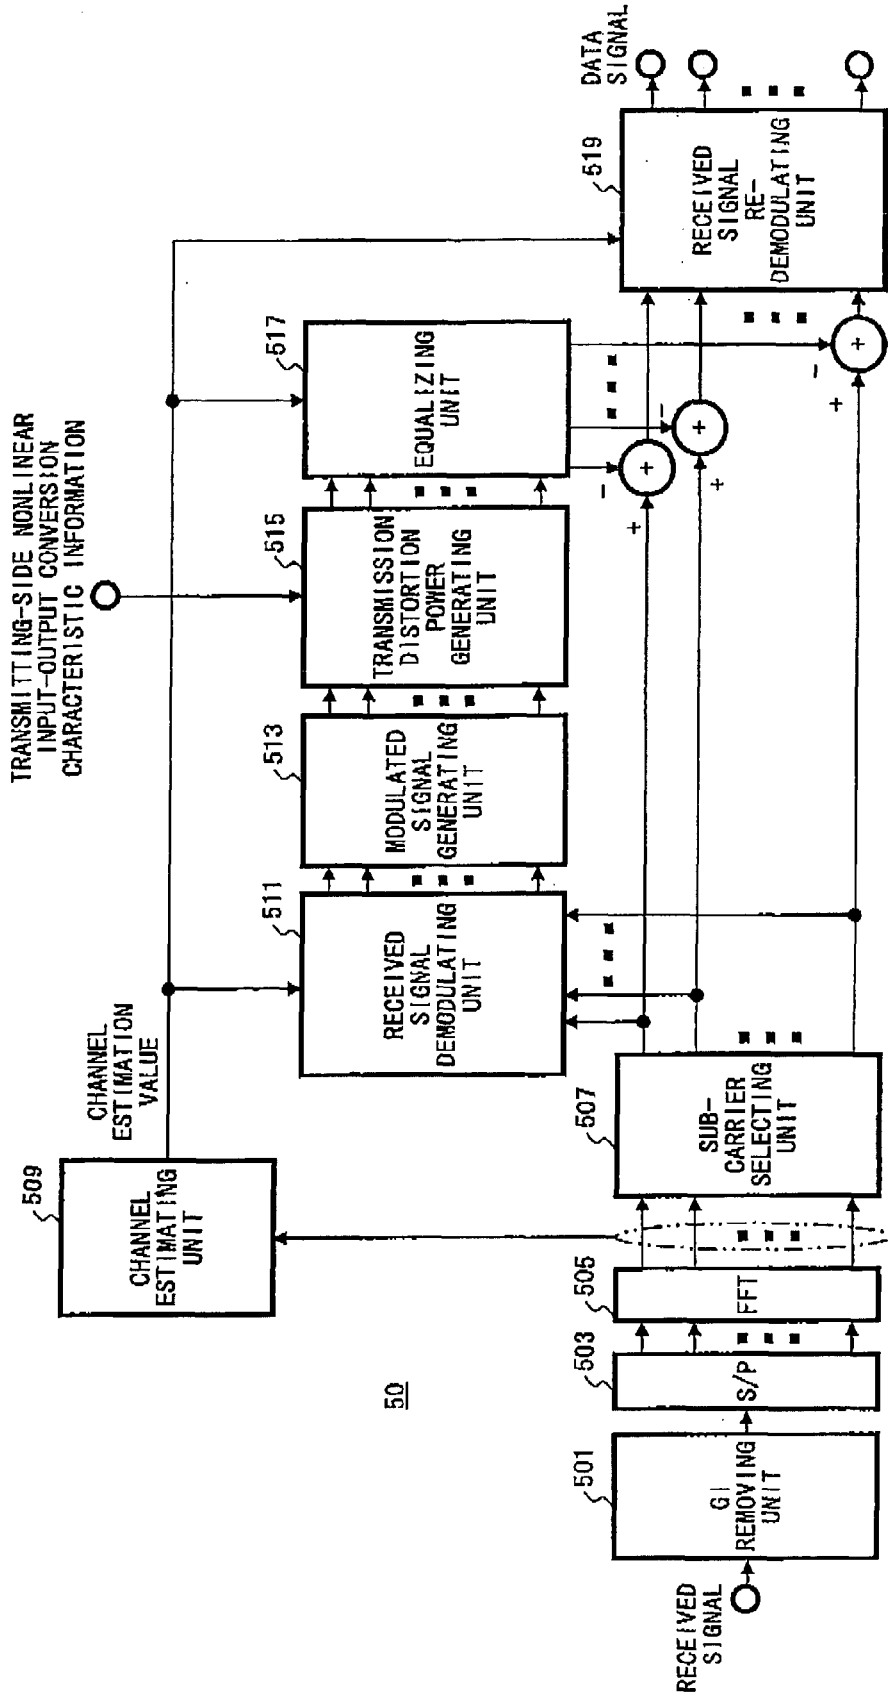 TRANSMITTING-SIDE NONLINEAR
INPUT-OUTPUT CONVERSION
CHARACTERISTIC INFORMATION
509
CHANNEL
ESTIMATING
UNIT
CHANNEL
ESTIMATION
VALUE
511
RECEIVED
SIGNAL
DEMODULATING
UNIT
513
MODULATED
SIGNAL
GENERATING
UNIT
515
TRANSMISSION
DISTORTION
POWER
GENERATING
UNIT
517
EQUALIZING
UNIT
50
RECEIVED
SIGNAL
501
GI
REMOVING
UNIT
503
S/P
505
FFT
507
SUB-
CARRIER
SELECTING
UNIT
+
-
+
+
-
+
+
-
+
519
RECEIVED
SIGNAL
RE-
DEMODULATING
UNIT
DATA
SIGNAL